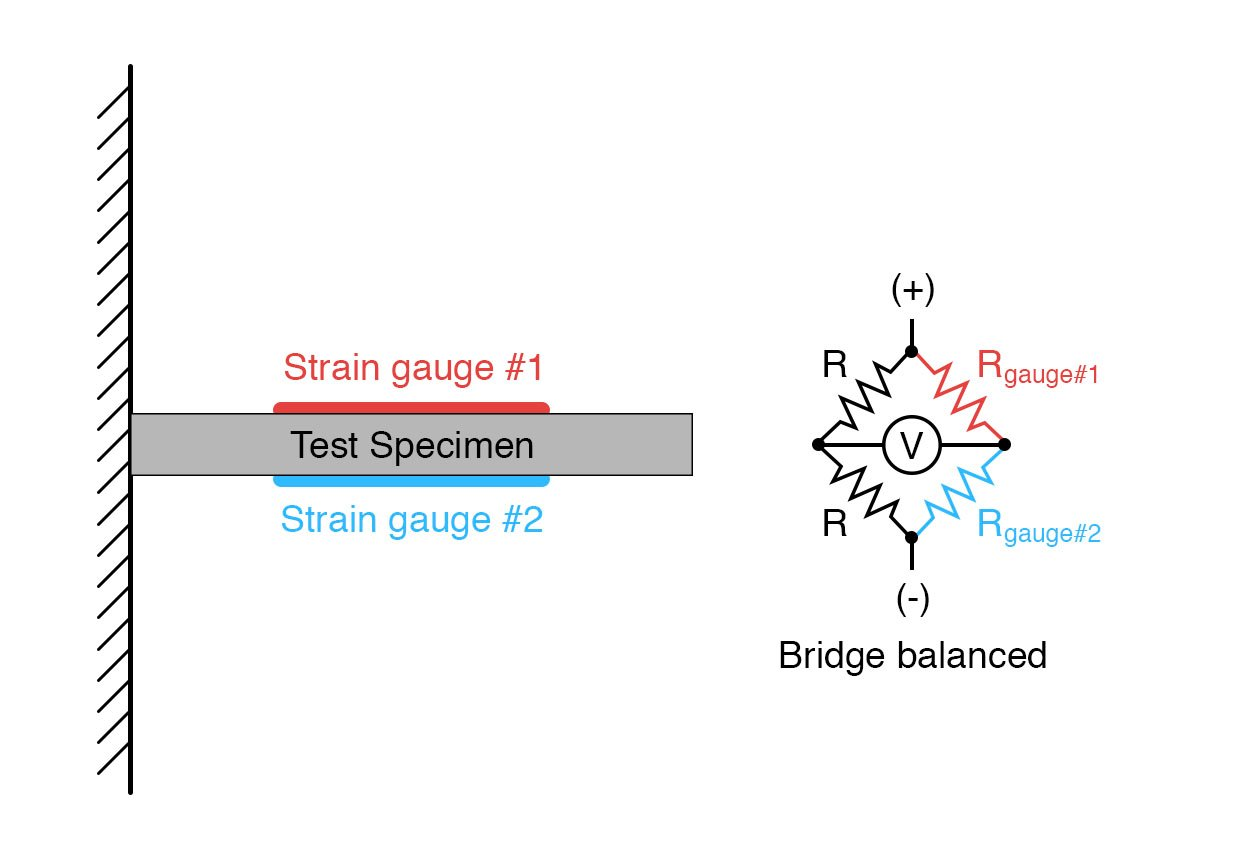 Strain gauge #1
Test Specimen
Strain gauge #2
(+)
R
Rgauge#1
V
R
Rgauge#2
(-)
Bridge balanced